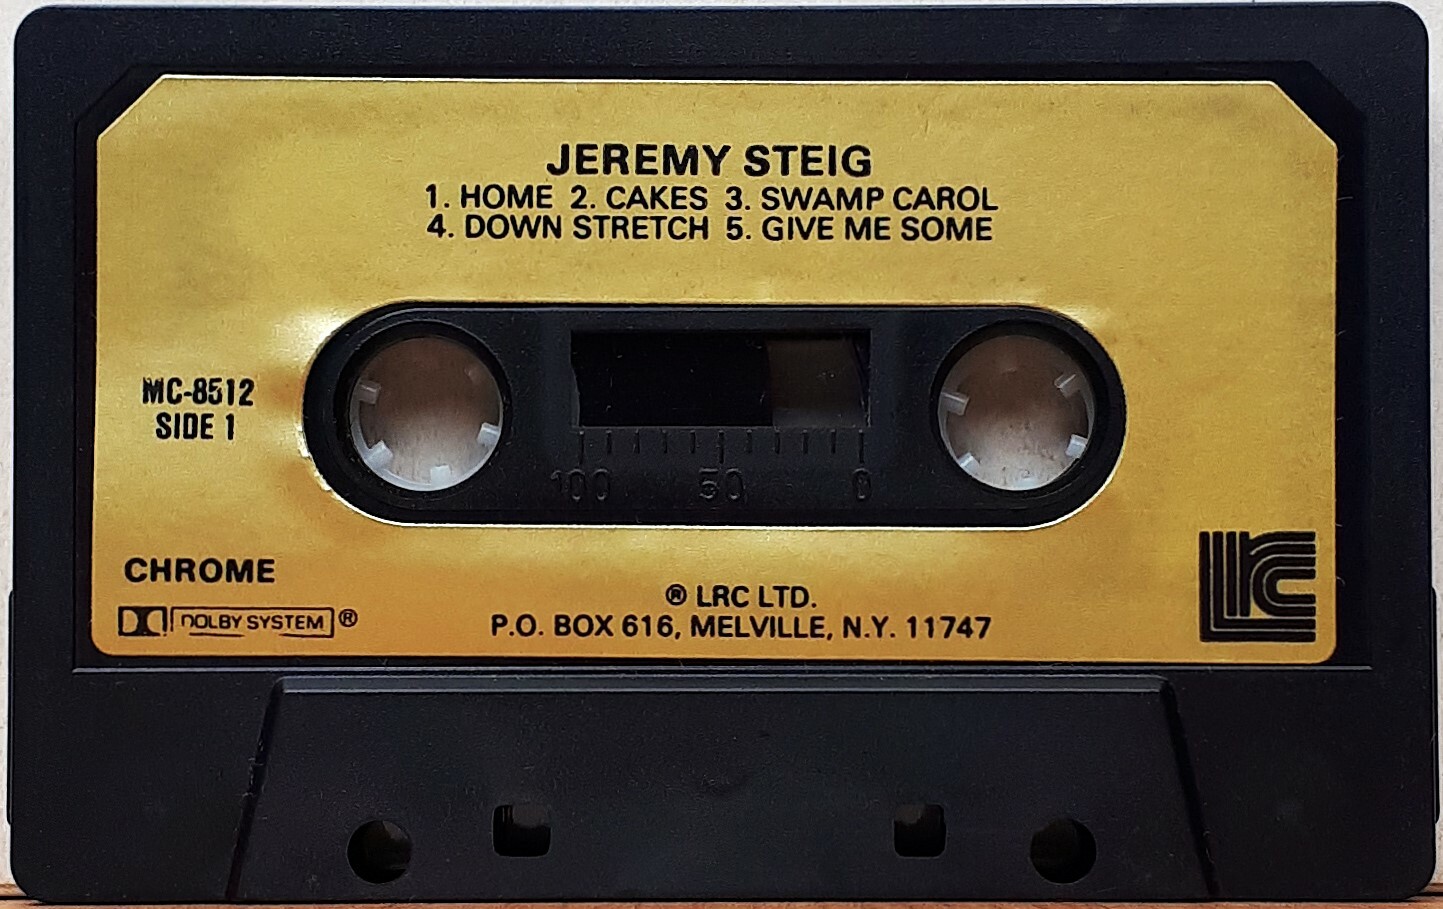 JEREMY STEIG
1. HOME 2. CAKES 3. SWAMP CAROL
4. DOWN STRETCH 5. GIVE ME SOME
MC-8512
SIDE 1
100 50 0
CHROME
DOLBY SYSTEM ®
® LRC LTD.
P.O. BOX 616, MELVILLE, N.Y. 11747
lrc